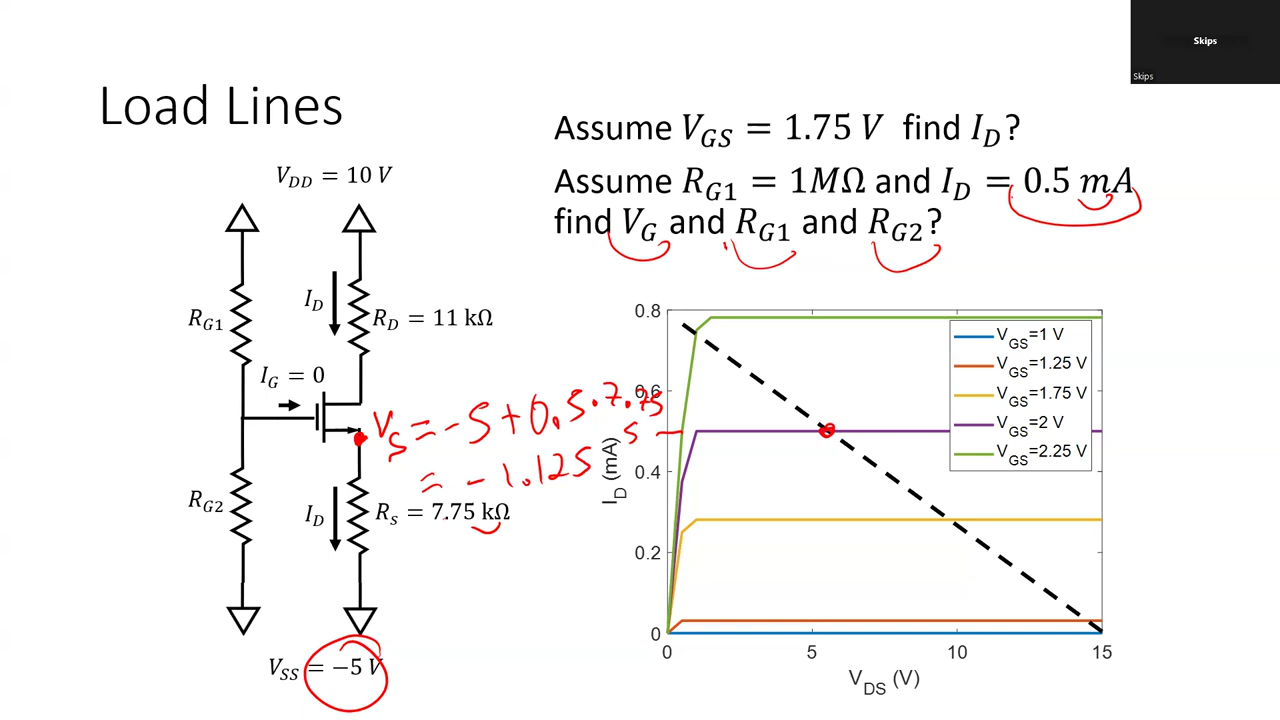 Skips
Skips
Load Lines
Assume V_GS = 1.75 V find I_D?
Assume R_G1 = 1MΩ and I_D = 0.5 mA
find V_G and R_G1 and R_G2?
V_DD = 10 V
R_G1
I_D
R_D = 11 kΩ
I_G = 0
V_S = -5 + 0.5 · 7.75
= -1.125
R_G2
I_D
R_s = 7.75 kΩ
V_SS = −5 V
0.8
0.6
5
0.4
0.2
0
I_D (mA)
0
5
10
15
V_DS (V)
V_GS=1 V
V_GS=1.25 V
V_GS=1.75 V
V_GS=2 V
V_GS=2.25 V